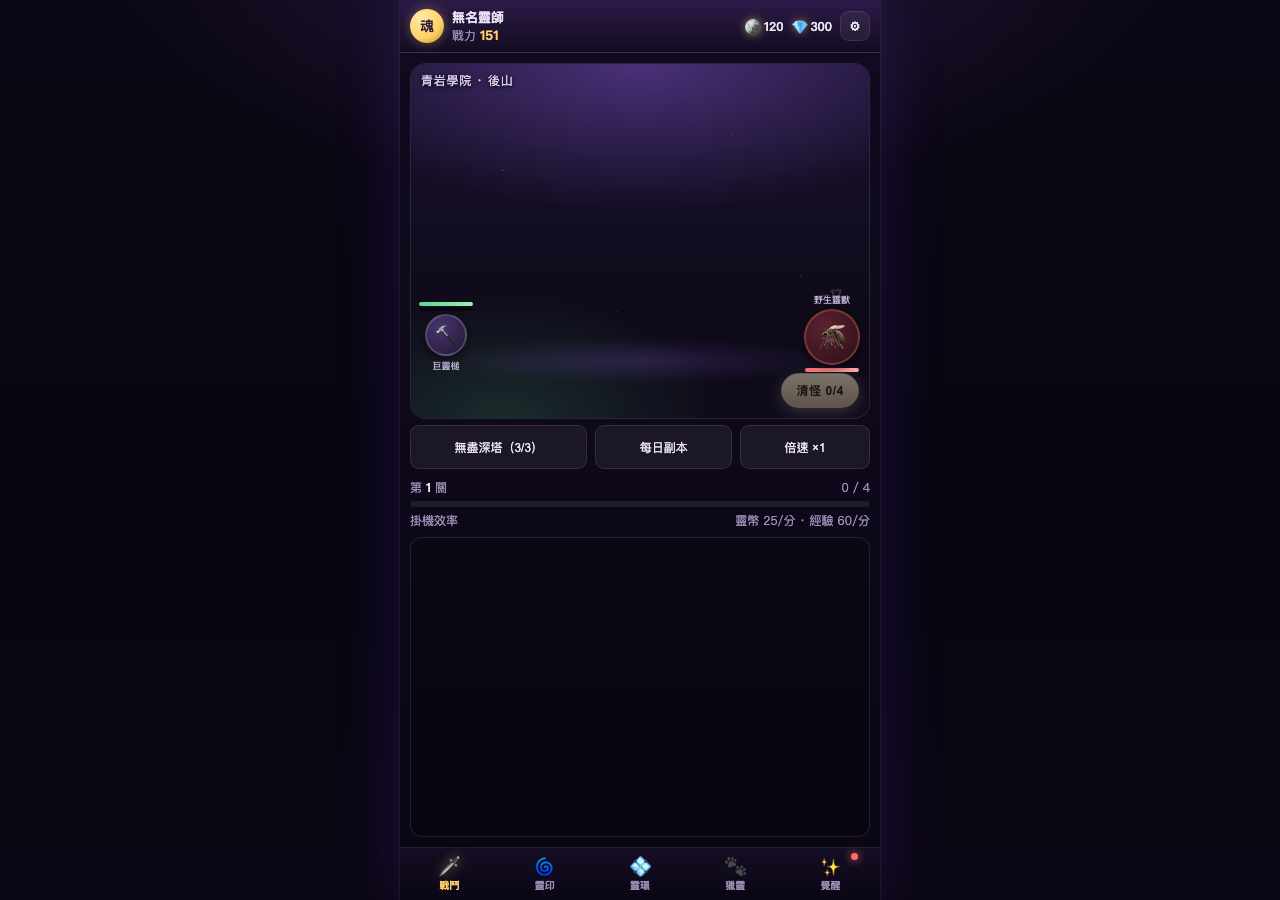 魂
無名靈師
戰力 151
120 300
青岩學院 · 後山
17
野生靈獸
巨靈槌
清怪 0/4
無盡深塔（3/3）
每日副本
倍速 ×1
第 1 關
0 / 4
掛機效率
靈幣 25/分 · 經驗 60/分
戰鬥
靈印
靈環
獵靈
覺醒